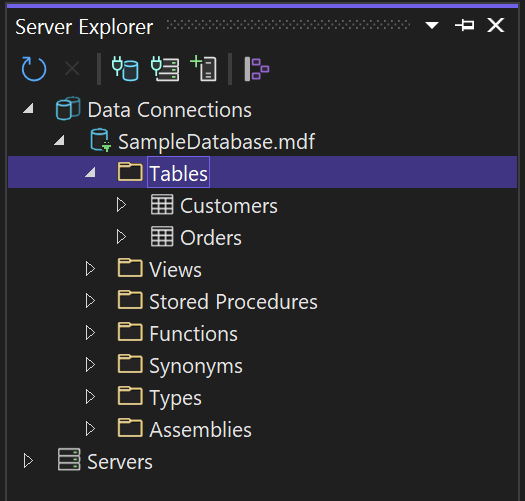 Server Explorer
Data Connections
SampleDatabase.mdf
Tables
Customers
Orders
Views
Stored Procedures
Functions
Synonyms
Types
Assemblies
Servers